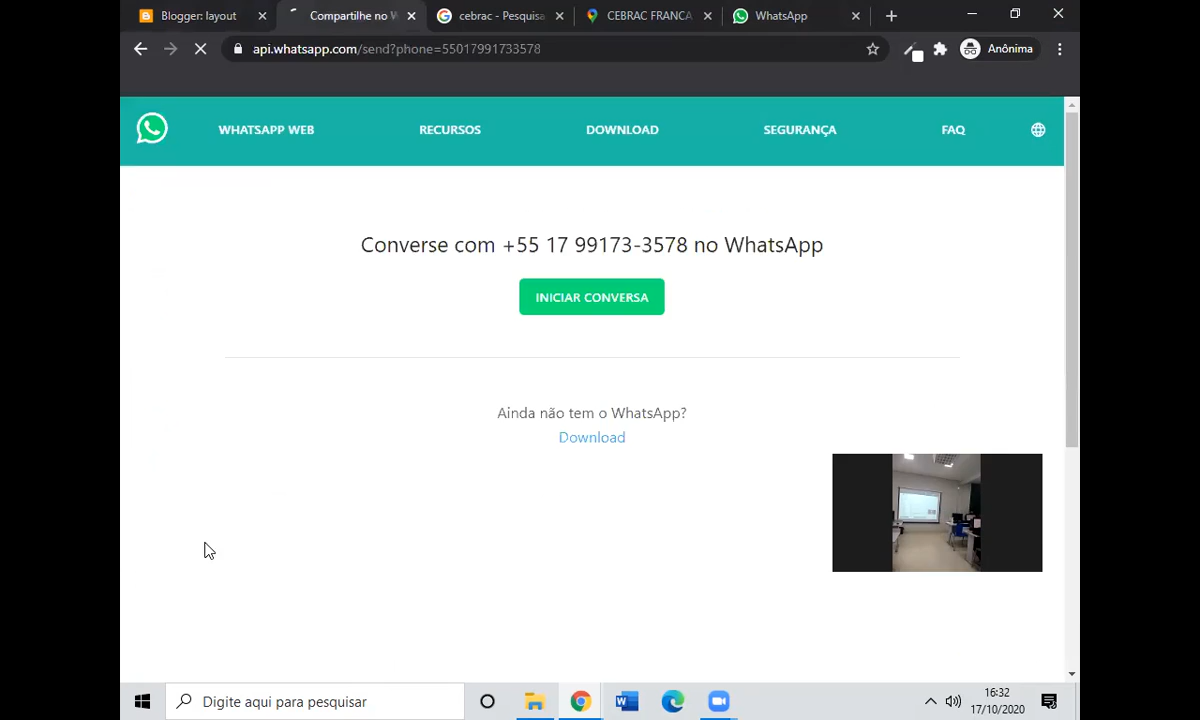 Blogger: layout
Compartilhe no W
cebrac - Pesquisa
CEBRAC FRANCA
WhatsApp
api.whatsapp.com/send?phone=55017991733578
Anônima
WHATSAPP WEB
RECURSOS
DOWNLOAD
SEGURANÇA
FAQ
Converse com +55 17 99173-3578 no WhatsApp
INICIAR CONVERSA
Ainda não tem o WhatsApp?
Download
Digite aqui para pesquisar
16:32
17/10/2020